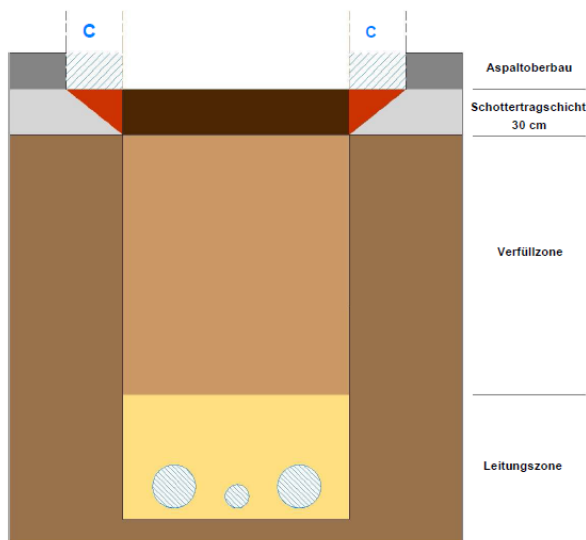 C
C
Aspaltoberbau
Schottertragschicht
30 cm
Verfüllzone
Leitungszone